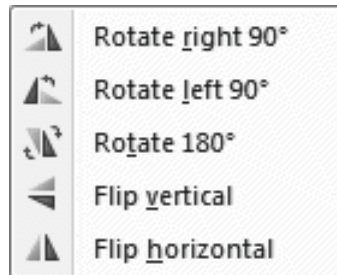 Rotate right 90°
Rotate left 90°
Rotate 180°
Flip vertical
Flip horizontal